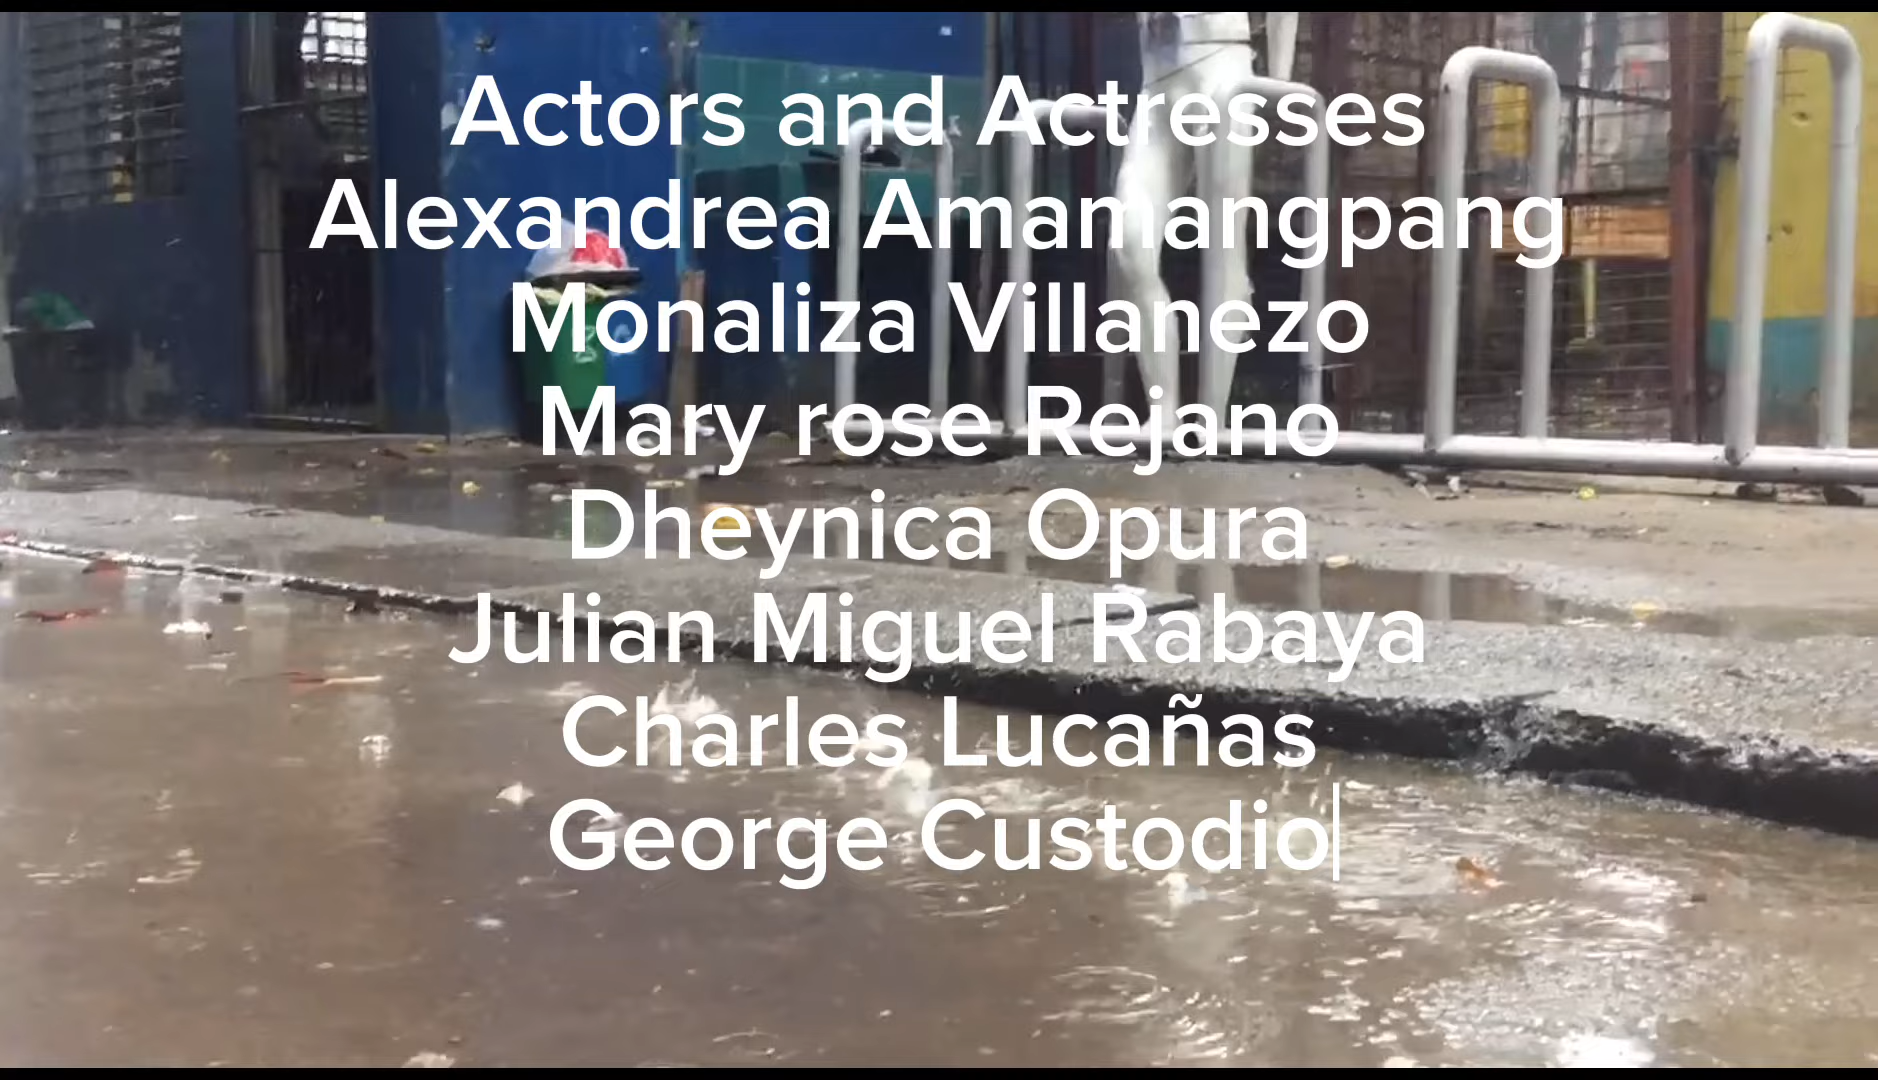 Actors and Actresses
Alexandrea Amamangpang
Monaliza Villanezo
Mary rose Rejano
Dheynica Opura
Julian Miguel Rabaya
Charles Lucañas
George Custodio